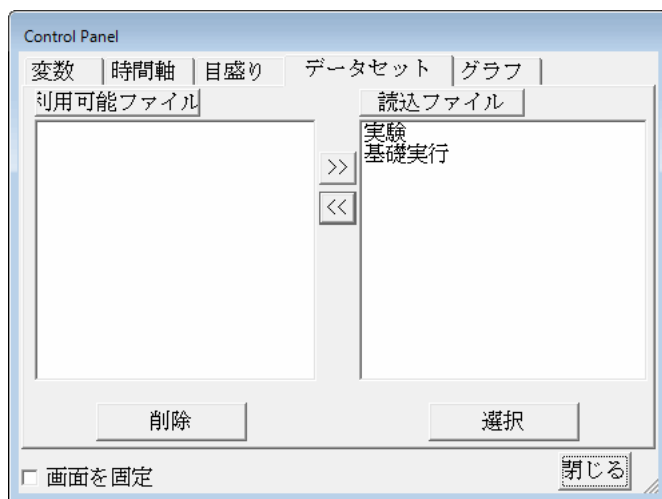 Control Panel
変数 時間軸 目盛り データセット グラフ
利用可能ファイル 読込ファイル
実験
基礎実行
>>
<<
削除 選択
画面を固定 閉じる